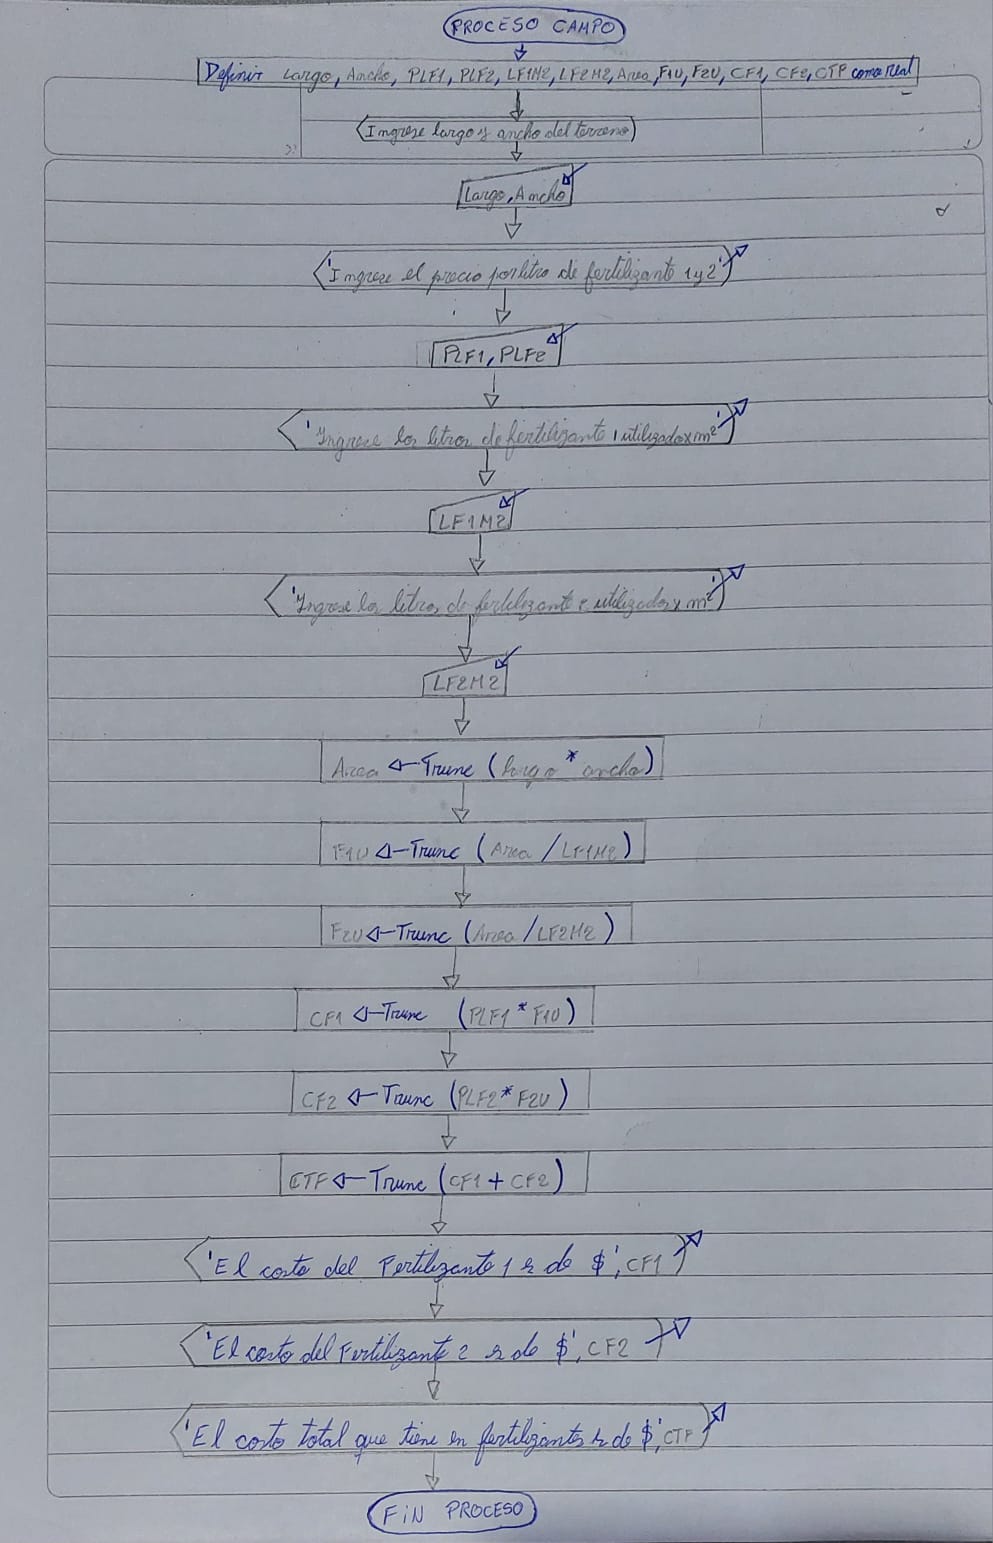 PROCESO CAMPO
Definir Largo, Ancho, PLF1, PLF2, LF1M2, LF2M2, Area, F1U, F2U, CF1, CF2, CTF como real
Ingrese largo y ancho del terreno
Largo, Ancho
'Ingrese el precio por litro de fertilizante 1 y 2'
PLF1, PLF2
'Ingrese los litros de fertilizante 1 utilizado x m²'
LF1M2
'Ingrese los litros de fertilizante 2 utilizados x m²'
LF2M2
Area ← Trunc (largo * ancho)
F1U ← Trunc (Area / LF1M2)
F2U ← Trunc (Area / LF2M2)
CF1 ← Trunc (PLF1 * F1U)
CF2 ← Trunc (PLF2 * F2U)
CTF ← Trunc (CF1 + CF2)
'El costo del Fertilizante 1 es de $', CF1
'El costo del Fertilizante 2 es de $', CF2
'El costo total que tiene en fertilizantes es de $', CTF
FIN PROCESO